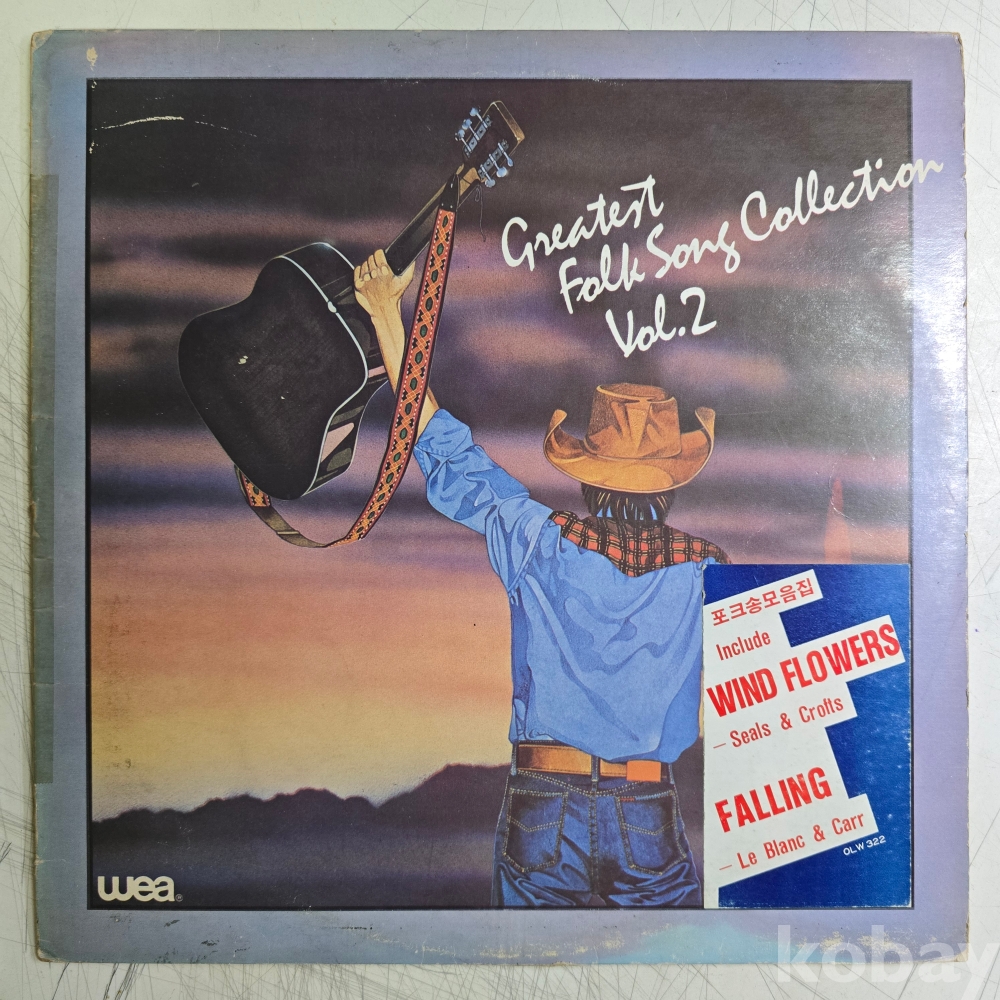 Greatest
Folk Song Collection
Vol.2
포크송모음집
Include
WIND FLOWERS
– Seals & Crofts
FALLING
– Le Blanc & Carr
OLW 322
wea®
kobay